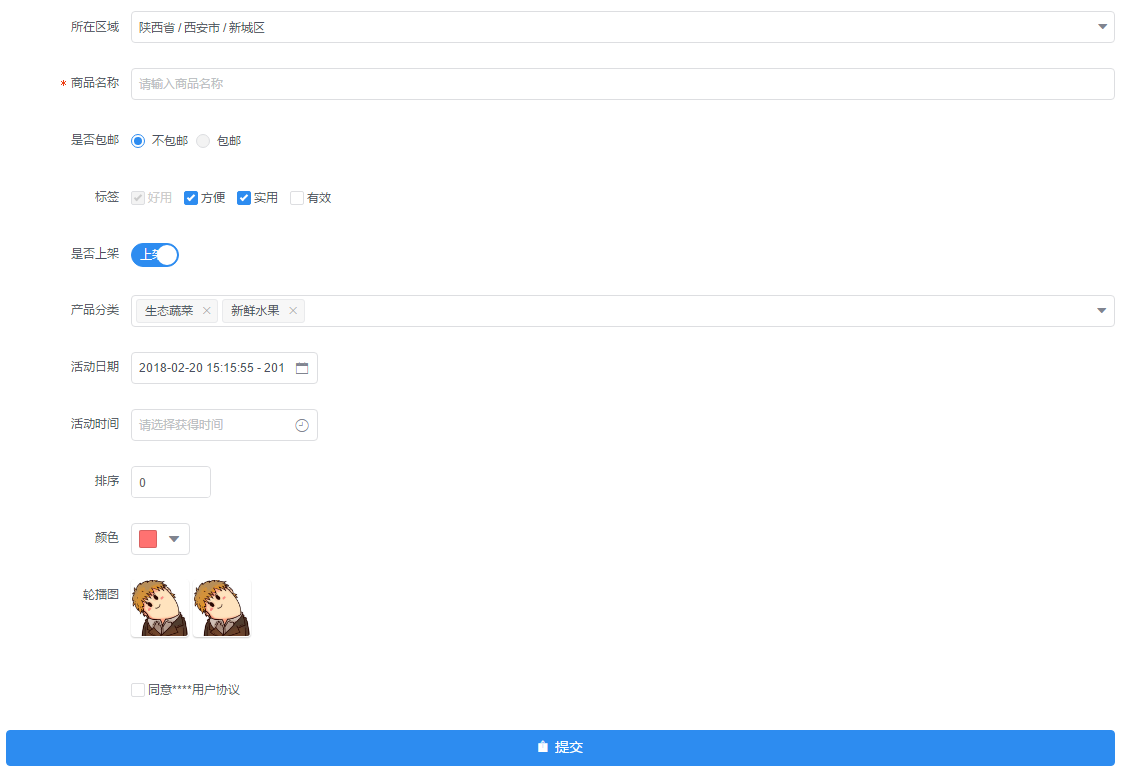 所在区域 陕西省 / 西安市 / 新城区
* 商品名称 请输入商品名称
是否包邮 不包邮 包邮
标签 好用 方便 实用 有效
是否上架 上架
产品分类 生态蔬菜 新鲜水果
活动日期 2018-02-20 15:15:55 - 201
活动时间 请选择获得时间
排序 0
颜色
轮播图
同意****用户协议
提交